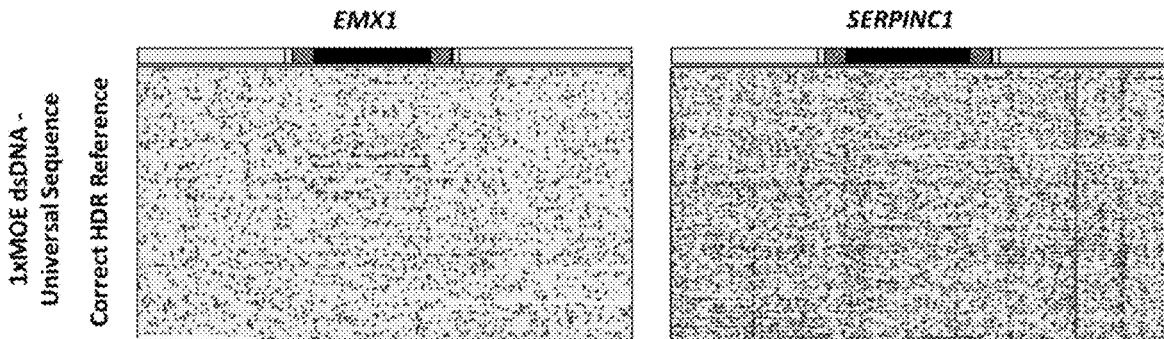 EMX1
SERPINC1
1xMOE dsDNA -
Universal Sequence
Correct HDR Reference